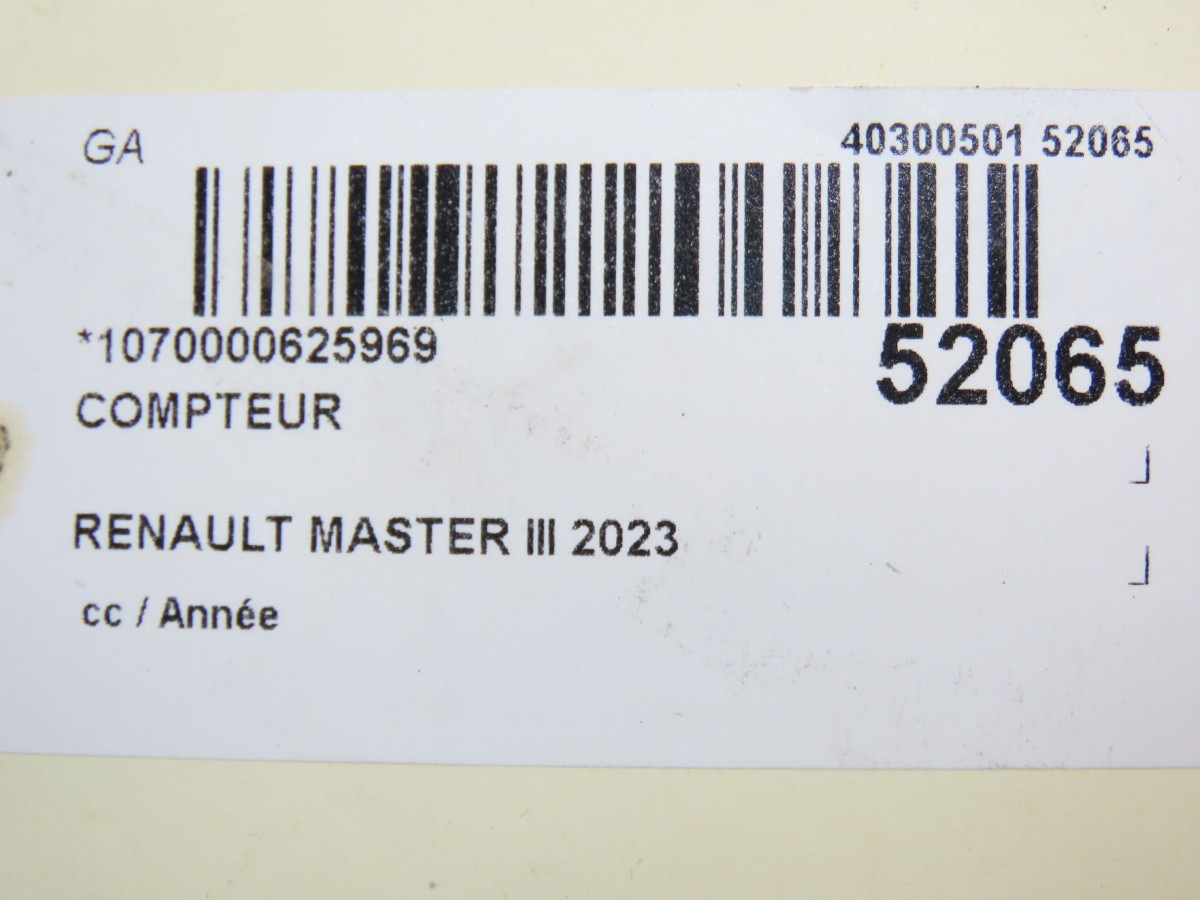 GA
40300501 52065
*1070000625969
52065
COMPTEUR
RENAULT MASTER III 2023
cc / Année